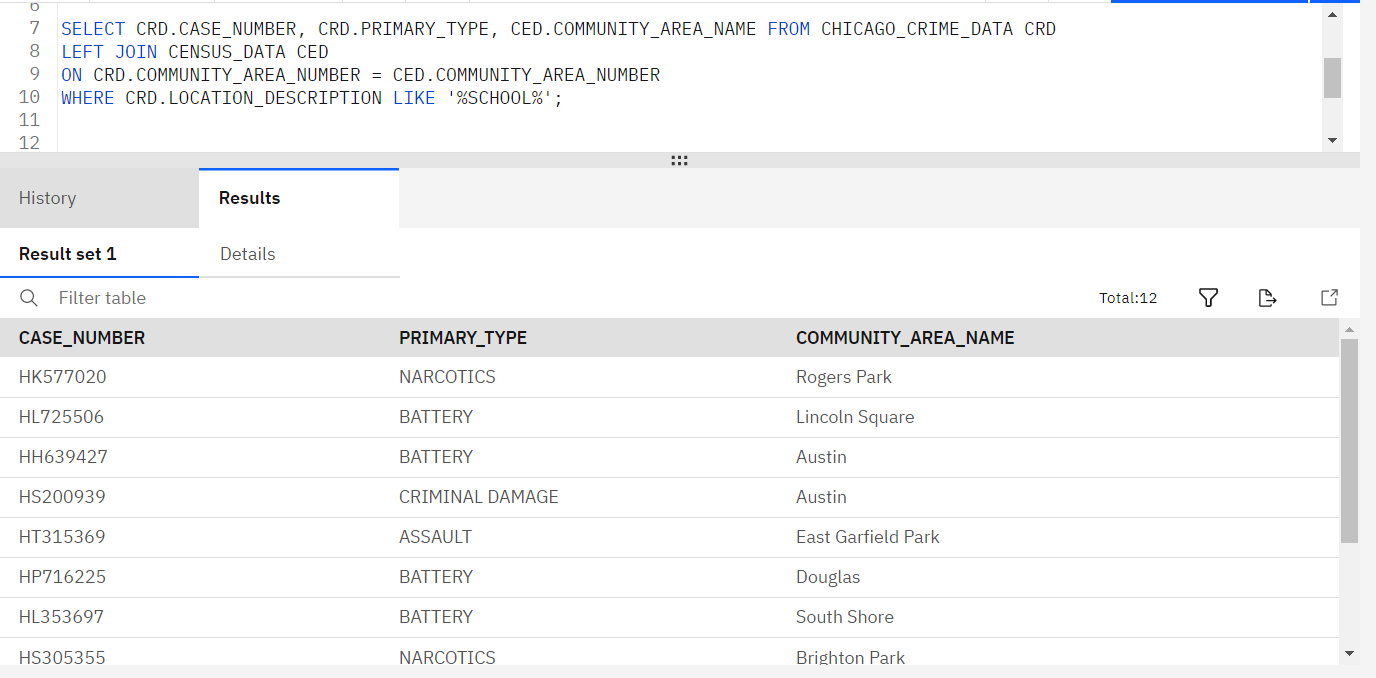 6
7 SELECT CRD.CASE_NUMBER, CRD.PRIMARY_TYPE, CED.COMMUNITY_AREA_NAME FROM CHICAGO_CRIME_DATA CRD
8 LEFT JOIN CENSUS_DATA CED
9 ON CRD.COMMUNITY_AREA_NUMBER = CED.COMMUNITY_AREA_NUMBER
10 WHERE CRD.LOCATION_DESCRIPTION LIKE '%SCHOOL%';
11
12
History Results
Result set 1 Details
Filter table Total:12
CASE_NUMBER PRIMARY_TYPE COMMUNITY_AREA_NAME
HK577020 NARCOTICS Rogers Park
HL725506 BATTERY Lincoln Square
HH639427 BATTERY Austin
HS200939 CRIMINAL DAMAGE Austin
HT315369 ASSAULT East Garfield Park
HP716225 BATTERY Douglas
HL353697 BATTERY South Shore
HS305355 NARCOTICS Brighton Park